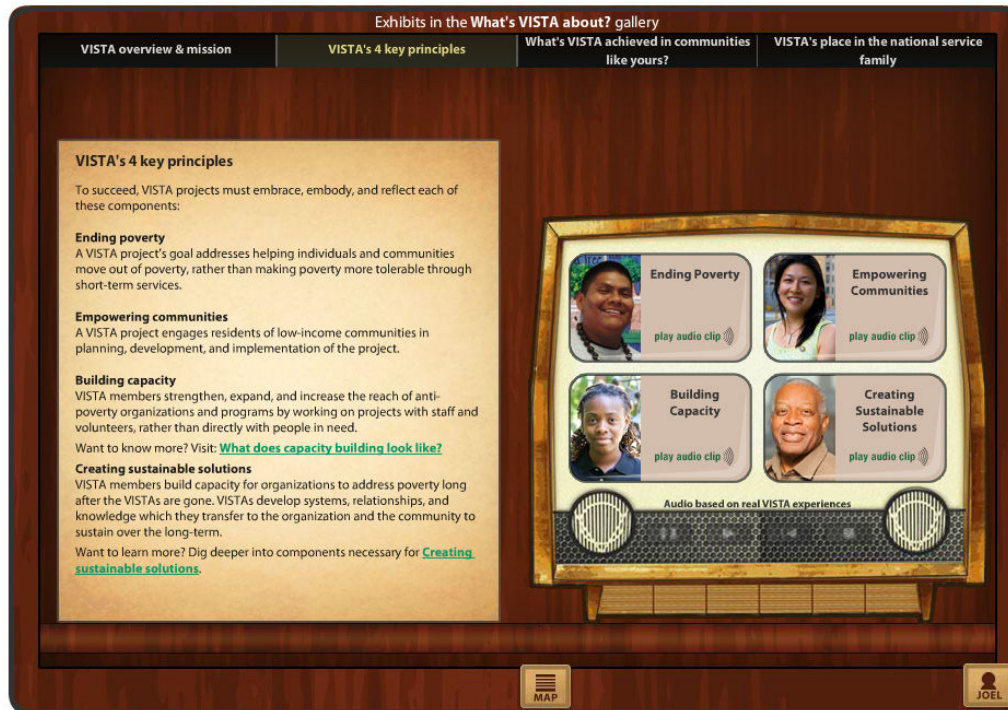 Exhibits in the What's VISTA about? gallery
VISTA overview & mission
VISTA's 4 key principles
What's VISTA achieved in communities
like yours?
VISTA's place in the national service
family
VISTA's 4 key principles
To succeed, VISTA projects must embrace, embody, and reflect each of
these components:
Ending poverty
A VISTA project's goal addresses helping individuals and communities
move out of poverty, rather than making poverty more tolerable through
short-term services.
Empowering communities
A VISTA project engages residents of low-income communities in
planning, development, and implementation of the project.
Building capacity
VISTA members strengthen, expand, and increase the reach of anti-
poverty organizations and programs by working on projects with staff and
volunteers, rather than directly with people in need.
Want to know more? Visit: What does capacity building look like?
Creating sustainable solutions
VISTA members build capacity for organizations to address poverty long
after the VISTAs are gone. VISTAs develop systems, relationships, and
knowledge which they transfer to the organization and the community to
sustain over the long-term.
Want to learn more? Dig deeper into components necessary for Creating
sustainable solutions.
Ending Poverty
play audio clip
Empowering
Communities
play audio clip
Building
Capacity
play audio clip
Creating
Sustainable
Solutions
play audio clip
Audio based on real VISTA experiences
MAP
JOEL